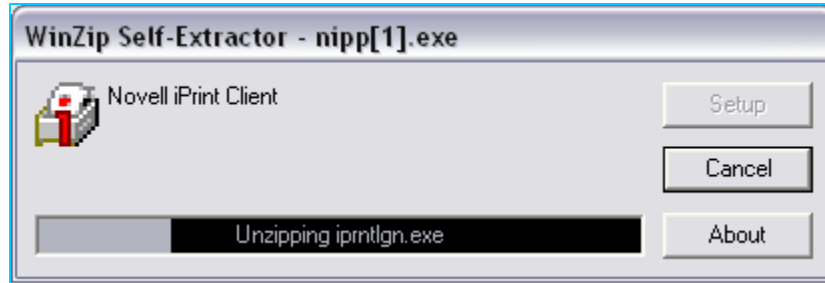 WinZip Self-Extractor - nipp[1].exe
Novell iPrint Client
Setup
Cancel
Unzipping iprntlgn.exe
About